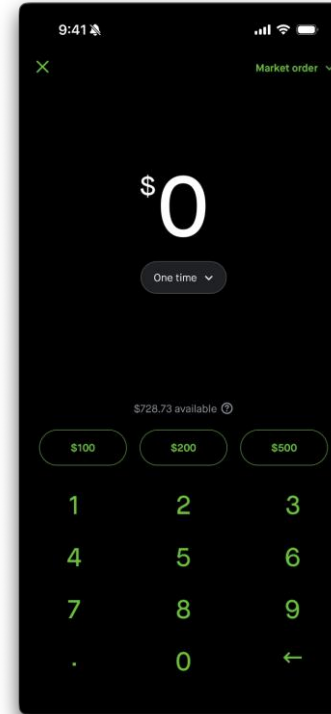 9:41
Market order
$0
One time
$728.73 available ?
$100 $200 $500
1 2 3
4 5 6
7 8 9
. 0 ←